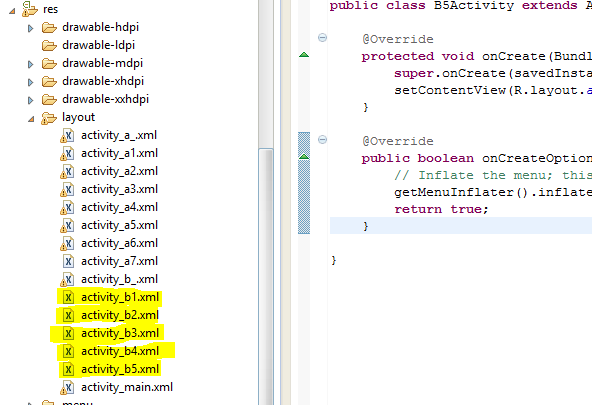 res
drawable-hdpi
drawable-ldpi
drawable-mdpi
drawable-xhdpi
drawable-xxhdpi
layout
activity_a_.xml
activity_a1.xml
activity_a2.xml
activity_a3.xml
activity_a4.xml
activity_a5.xml
activity_a6.xml
activity_a7.xml
activity_b_.xml
activity_b1.xml
activity_b2.xml
activity_b3.xml
activity_b4.xml
activity_b5.xml
activity_main.xml
public class B5Activity extends A
@Override
protected void onCreate(Bundl
super.onCreate(savedInsta
setContentView(R.layout.a
}
@Override
public boolean onCreateOption
// Inflate the menu; this
getMenuInflater().inflate
return true;
}
}